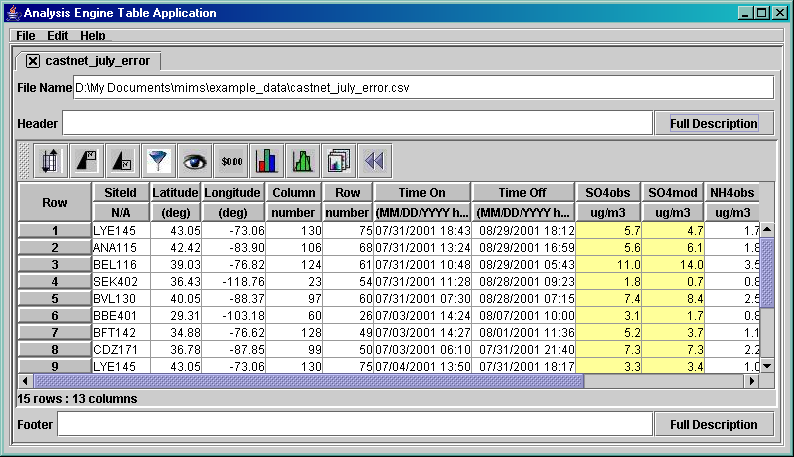 Analysis Engine Table Application
File Edit Help
castnet_july_error
File Name D:\My Documents\mims\example_data\castnet_july_error.csv
Header Full Description
$0.00
Row SiteId Latitude Longitude Column Row Time On Time Off SO4obs SO4mod NH4obs
N/A (deg) (deg) number number (MM/DD/YYYY h... (MM/DD/YYYY h... ug/m3 ug/m3 ug/m3
1 LYE145 43.05 -73.06 130 75 07/31/2001 18:43 08/29/2001 18:12 5.7 4.7 1.7
2 ANA115 42.42 -83.90 106 68 07/31/2001 13:24 08/29/2001 16:59 5.6 6.1 1.8
3 BEL116 39.03 -76.82 124 61 07/31/2001 10:48 08/29/2001 05:43 11.0 14.0 3.5
4 SEK402 36.43 -118.76 23 54 07/31/2001 11:28 08/28/2001 09:23 1.8 0.7 0.8
5 BVL130 40.05 -88.37 97 60 07/31/2001 07:30 08/28/2001 07:15 7.4 8.4 2.5
6 BBE401 29.31 -103.18 60 26 07/03/2001 14:24 08/07/2001 10:00 3.1 1.7 0.8
7 BFT142 34.88 -76.62 128 49 07/03/2001 14:27 08/01/2001 11:36 5.2 3.7 1.1
8 CDZ171 36.78 -87.85 99 50 07/03/2001 06:10 07/31/2001 21:40 7.3 7.3 2.2
9 LYE145 43.05 -73.06 130 75 07/04/2001 13:50 07/31/2001 18:17 3.3 3.4 1.0
15 rows : 13 columns
Footer Full Description